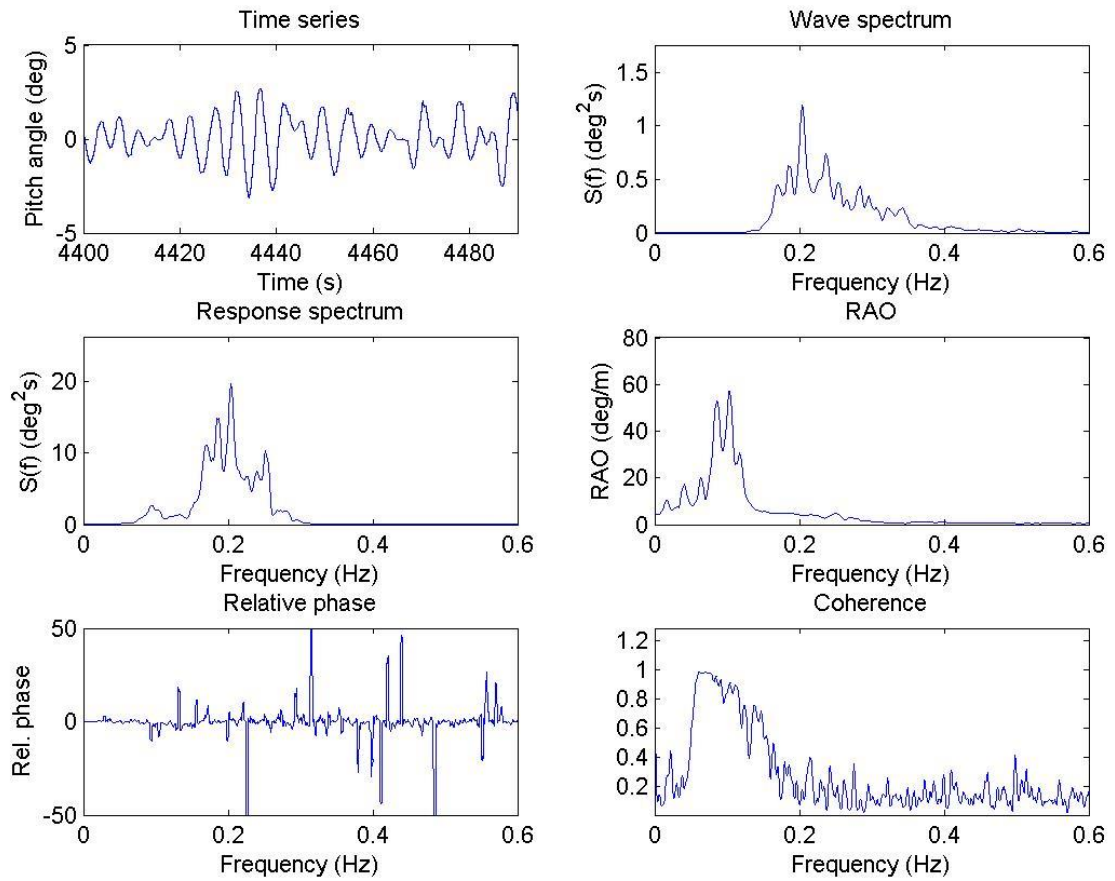 Time series
5
0
-5
Pitch angle (deg)
4400 4420 4440 4460 4480
Time (s)
Wave spectrum
1.5
1
0.5
0
S(f) (deg²s)
0 0.2 0.4 0.6
Frequency (Hz)
Response spectrum
20
10
0
S(f) (deg²s)
0 0.2 0.4 0.6
Frequency (Hz)
RAO
80
60
40
20
0
RAO (deg/m)
0 0.2 0.4 0.6
Frequency (Hz)
Relative phase
50
0
-50
Rel. phase
0 0.2 0.4 0.6
Frequency (Hz)
Coherence
1.2
1
0.8
0.6
0.4
0.2
0 0.2 0.4 0.6
Frequency (Hz)